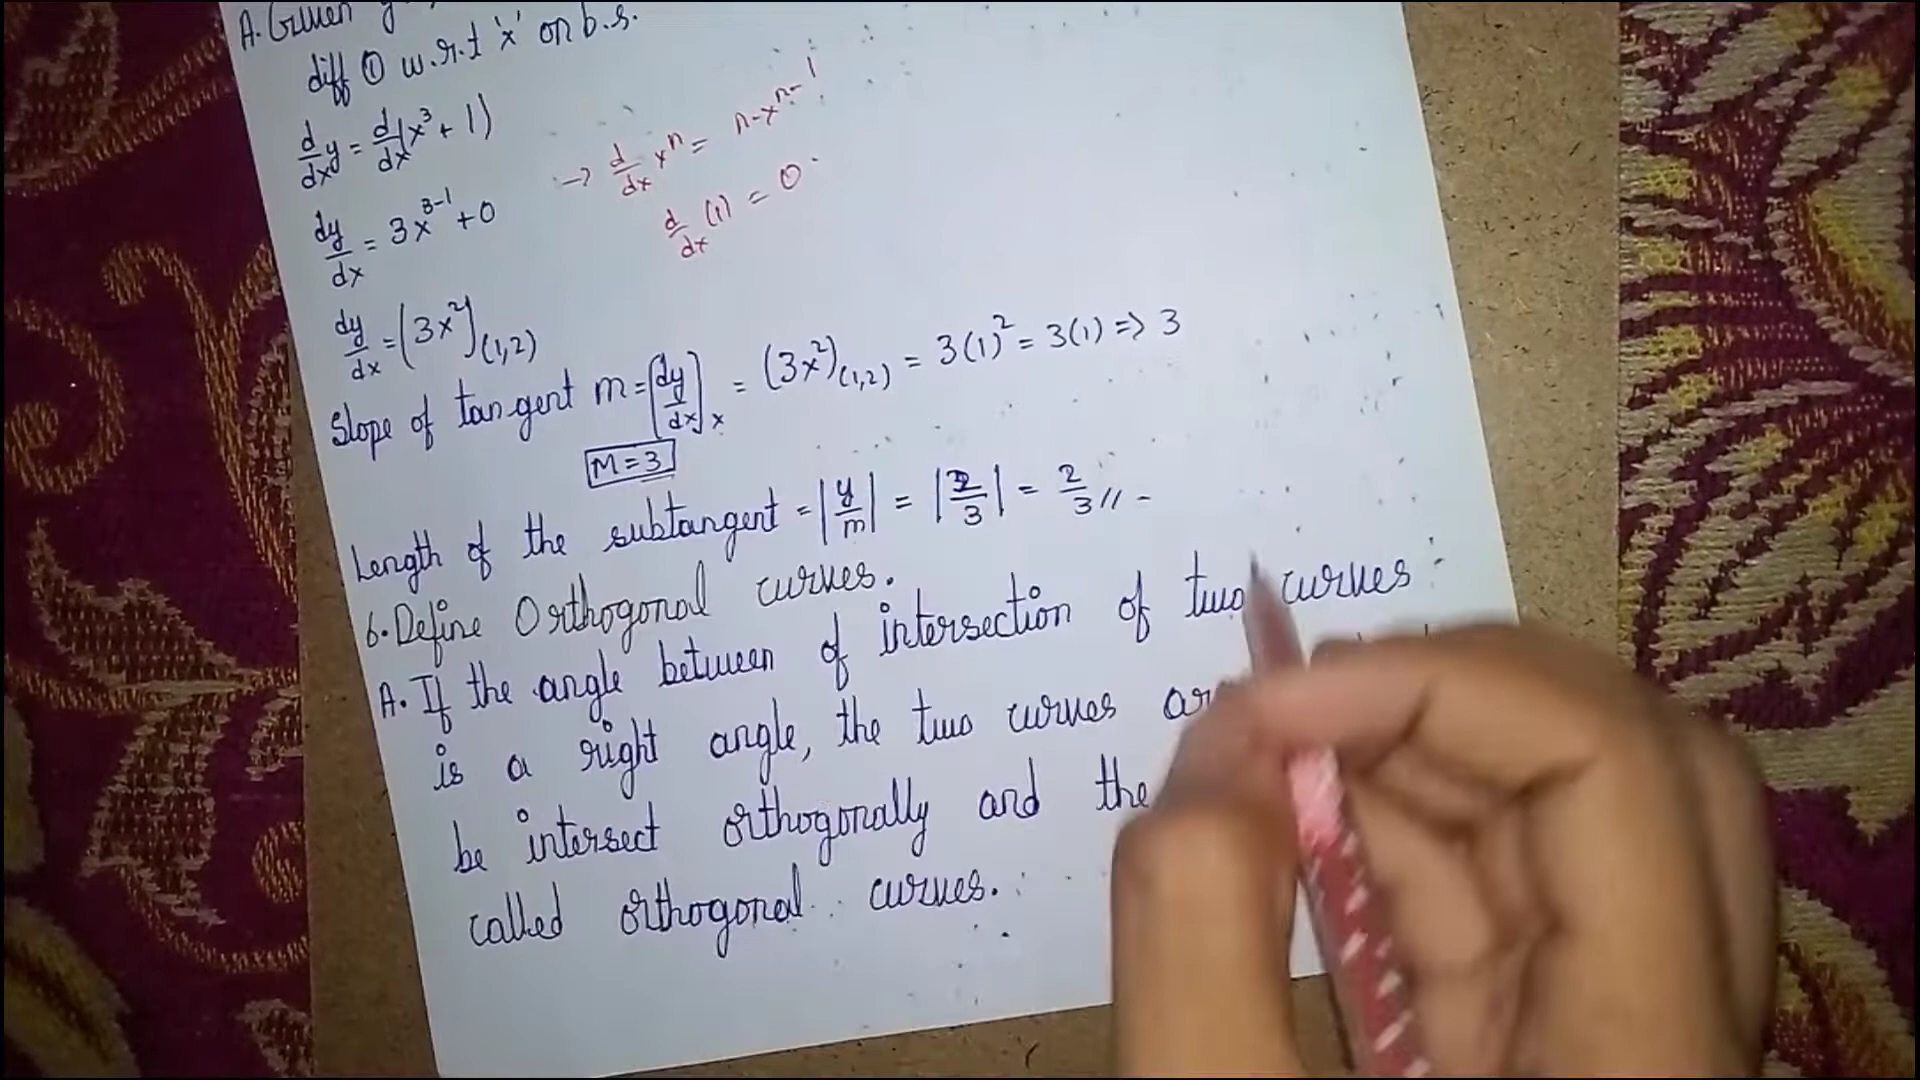 A. Given y
diff ① w.r.t 'x' on b.s.
d/dx y = d/dx (x³ + 1)
→ d/dx xⁿ = n-xⁿ⁻¹
dy/dx = 3x³⁻¹ + 0
d/dx (1) = 0.
dy/dx = (3x²)(1,2)
Slope of tangent m = [dy/dx]x = (3x²)(1,2) = 3(1)² = 3(1) => 3
M = 3
Length of the subtangent = |y/m| = |2/3| = 2/3 // -
6. Define Orthogonal curves.
A. If the angle between of intersection of two curves
is a right angle, the two curves
be intersect orthogonally and the
called orthogonal curves.